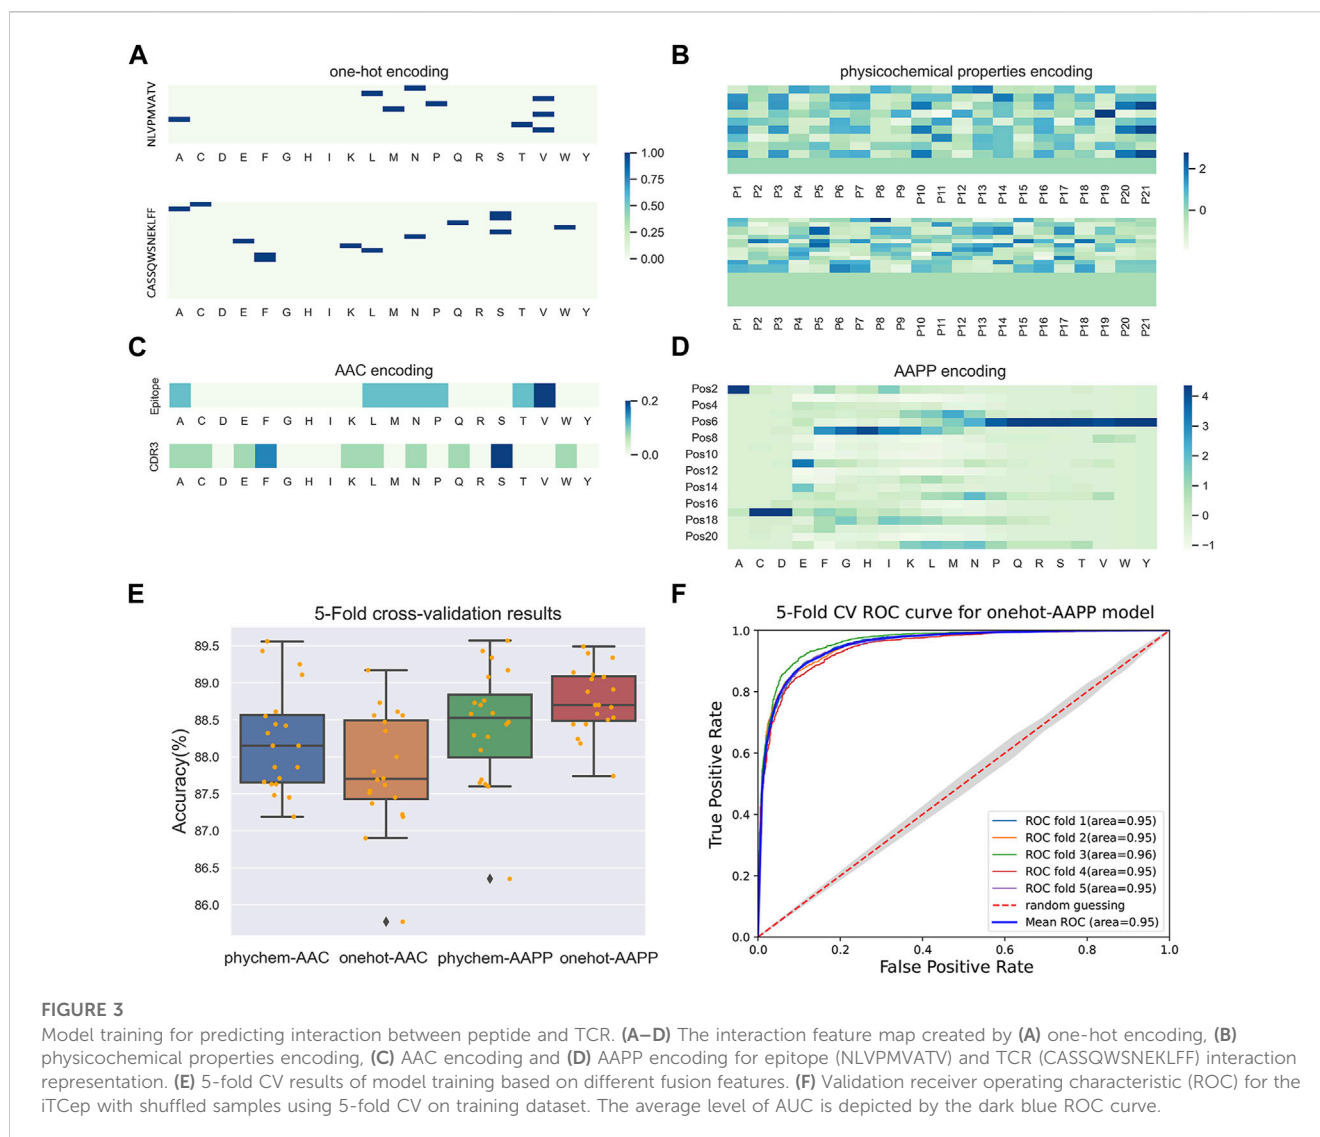 A
one-hot encoding
NLVPMVATV
A C D E F G H I K L M N P Q R S T V W Y
CASSQWSNEKLFF
A C D E F G H I K L M N P Q R S T V W Y
1.00
0.75
0.50
0.25
0.00
B
physicochemical properties encoding
P1 P2 P3 P4 P5 P6 P7 P8 P9 P10 P11 P12 P13 P14 P15 P16 P17 P18 P19 P20 P21
P1 P2 P3 P4 P5 P6 P7 P8 P9 P10 P11 P12 P13 P14 P15 P16 P17 P18 P19 P20 P21
2
0
C
AAC encoding
Epitope
A C D E F G H I K L M N P Q R S T V W Y
CDR3
A C D E F G H I K L M N P Q R S T V W Y
0.2
0.0
D
AAPP encoding
Pos2
Pos4
Pos6
Pos8
Pos10
Pos12
Pos14
Pos16
Pos18
Pos20
A C D E F G H I K L M N P Q R S T V W Y
4
3
2
1
0
−1
E
5-Fold cross-validation results
Accuracy(%)
89.5
89.0
88.5
88.0
87.5
87.0
86.5
86.0
phychem-AAC onehot-AAC phychem-AAPP onehot-AAPP
F
5-Fold CV ROC curve for onehot-AAPP model
True Positive Rate
1.0
0.8
0.6
0.4
0.2
0.0
ROC fold 1(area=0.95)
ROC fold 2(area=0.95)
ROC fold 3(area=0.96)
ROC fold 4(area=0.95)
ROC fold 5(area=0.95)
random guessing
Mean ROC (area=0.95)
0.0 0.2 0.4 0.6 0.8 1.0
False Positive Rate
FIGURE 3
Model training for predicting interaction between peptide and TCR. (A–D) The interaction feature map created by (A) one-hot encoding, (B)
physicochemical properties encoding, (C) AAC encoding and (D) AAPP encoding for epitope (NLVPMVATV) and TCR (CASSQWSNEKLFF) interaction
representation. (E) 5-fold CV results of model training based on different fusion features. (F) Validation receiver operating characteristic (ROC) for the
iTCep with shuffled samples using 5-fold CV on training dataset. The average level of AUC is depicted by the dark blue ROC curve.